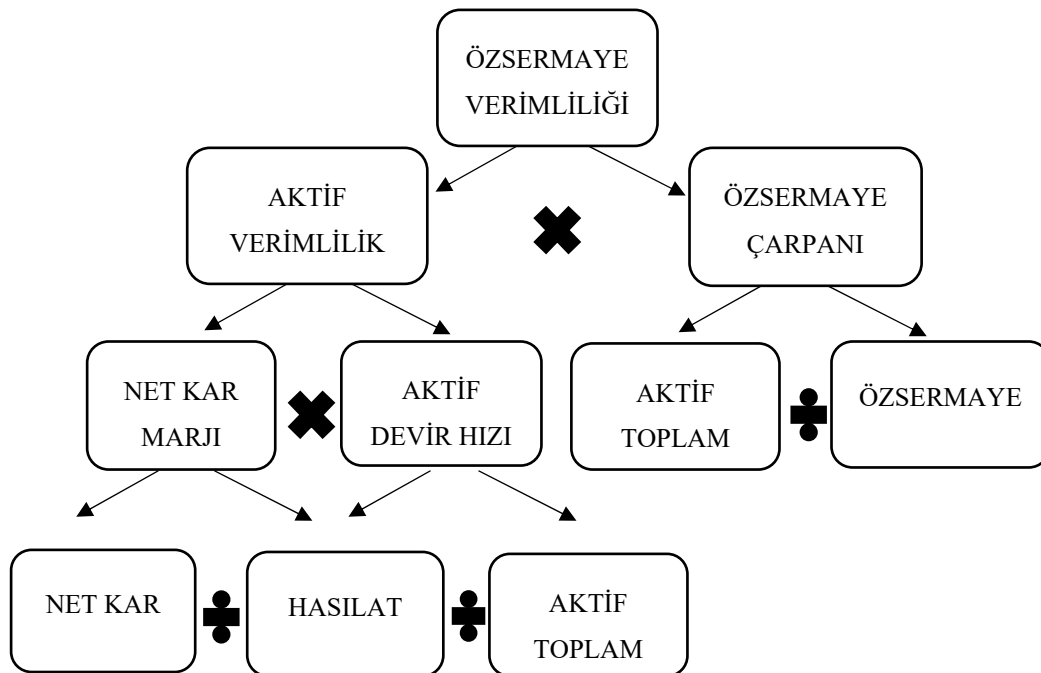 ÖZSERMAYE
VERİMLİLİĞİ
AKTİF
VERİMLİLİK
ÖZSERMAYE
ÇARPANI
NET KAR
MARJI
AKTİF
DEVİR HIZI
AKTİF
TOPLAM
ÖZSERMAYE
NET KAR
HASILAT
AKTİF
TOPLAM